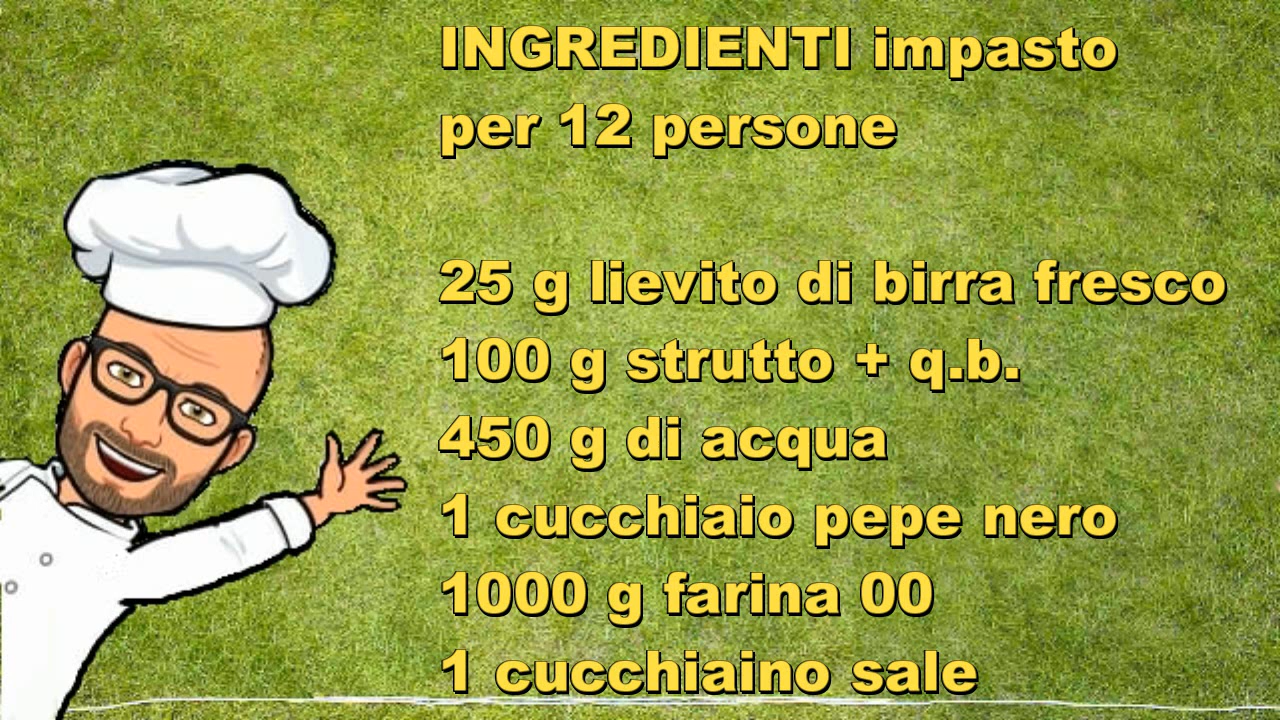 INGREDIENTI impasto
per 12 persone
25 g lievito di birra fresco
100 g strutto + q.b.
450 g di acqua
1 cucchiaio pepe nero
1000 g farina 00
1 cucchiaino sale